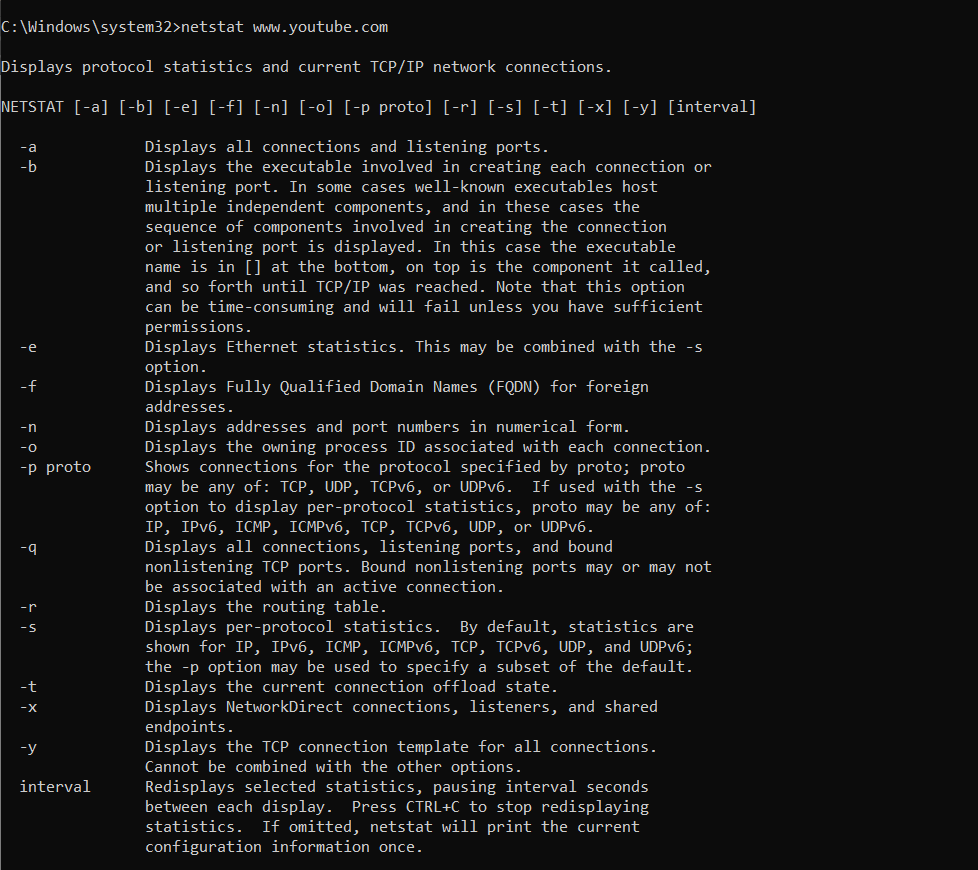 C:\Windows\system32>netstat www.youtube.com
Displays protocol statistics and current TCP/IP network connections.
NETSTAT [-a] [-b] [-e] [-f] [-n] [-o] [-p proto] [-r] [-s] [-t] [-x] [-y] [interval]
-a Displays all connections and listening ports.
-b Displays the executable involved in creating each connection or
listening port. In some cases well-known executables host
multiple independent components, and in these cases the
sequence of components involved in creating the connection
or listening port is displayed. In this case the executable
name is in [] at the bottom, on top is the component it called,
and so forth until TCP/IP was reached. Note that this option
can be time-consuming and will fail unless you have sufficient
permissions.
-e Displays Ethernet statistics. This may be combined with the -s
option.
-f Displays Fully Qualified Domain Names (FQDN) for foreign
addresses.
-n Displays addresses and port numbers in numerical form.
-o Displays the owning process ID associated with each connection.
-p proto Shows connections for the protocol specified by proto; proto
may be any of: TCP, UDP, TCPv6, or UDPv6.  If used with the -s
option to display per-protocol statistics, proto may be any of:
IP, IPv6, ICMP, ICMPv6, TCP, TCPv6, UDP, or UDPv6.
-q Displays all connections, listening ports, and bound
nonlistening TCP ports. Bound nonlistening ports may or may not
be associated with an active connection.
-r Displays the routing table.
-s Displays per-protocol statistics.  By default, statistics are
shown for IP, IPv6, ICMP, ICMPv6, TCP, TCPv6, UDP, and UDPv6;
the -p option may be used to specify a subset of the default.
-t Displays the current connection offload state.
-x Displays NetworkDirect connections, listeners, and shared
endpoints.
-y Displays the TCP connection template for all connections.
Cannot be combined with the other options.
interval Redisplays selected statistics, pausing interval seconds
between each display.  Press CTRL+C to stop redisplaying
statistics.  If omitted, netstat will print the current
configuration information once.